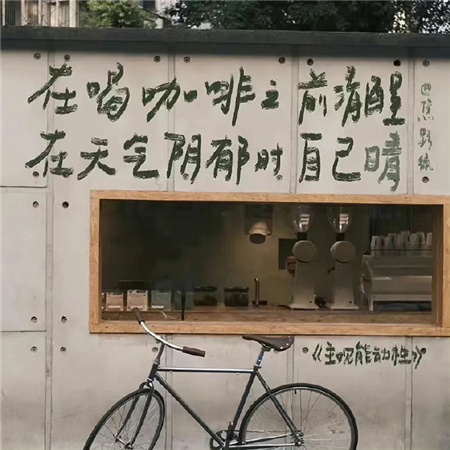 在喝咖啡之前清醒
在天气阴郁时自己晴
《主观能动性》